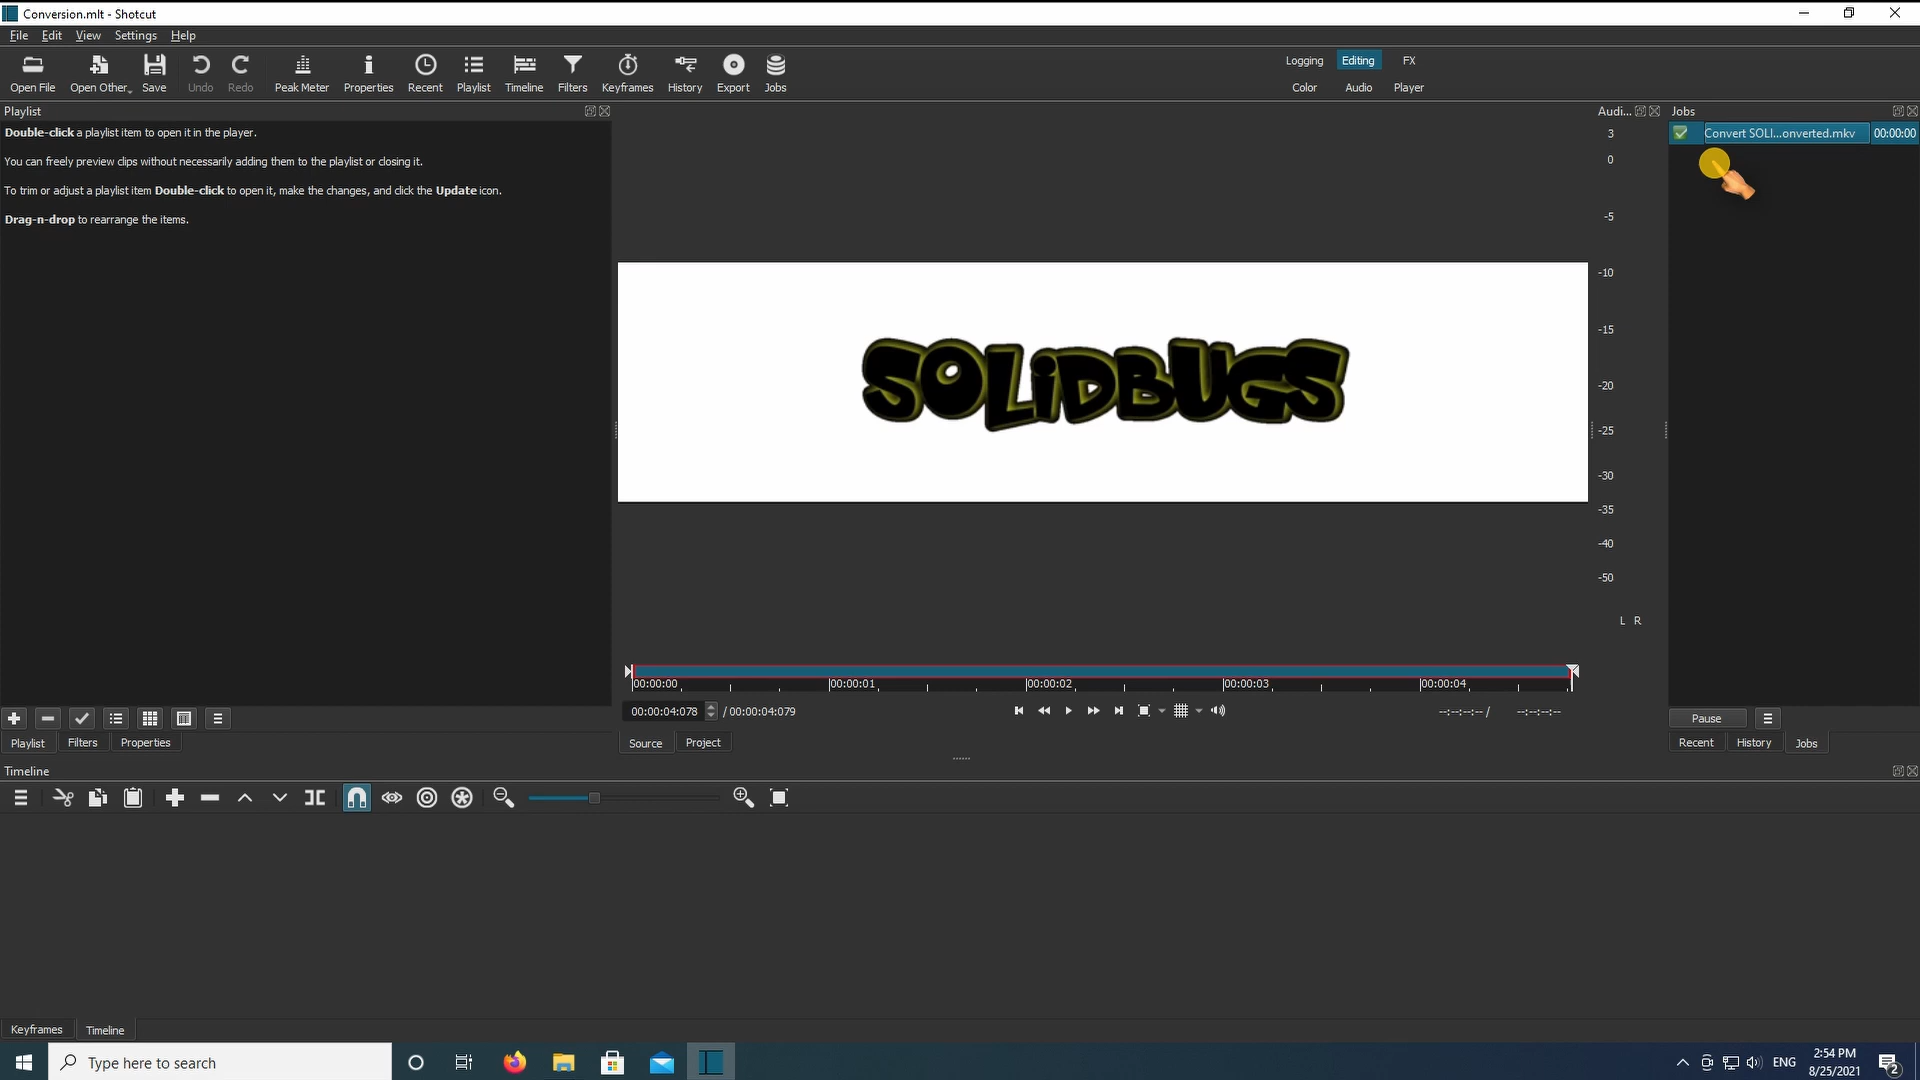 Conversion.mlt - Shotcut
File Edit View Settings Help
Open File Open Other Save Undo Redo Peak Meter Properties Recent Playlist Timeline Filters Keyframes History Export Jobs
Logging Editing FX
Color Audio Player
Playlist
Double-click a playlist item to open it in the player.
You can freely preview clips without necessarily adding them to the playlist or closing it.
To trim or adjust a playlist item Double-click to open it, make the changes, and click the Update icon.
Drag-n-drop to rearrange the items.
SOLiDBUGS
Audi...
3
0
-5
-10
-15
-20
-25
-30
-35
-40
-50
L R
Jobs
Convert SOLI...onverted.mkv 00:00:00
00:00:00 00:00:01 00:00:02 00:00:03 00:00:04
00:00:04:078 / 00:00:04:079 --:--:--:-- / --:--:--:--
Source Project
Pause
Recent History Jobs
Playlist Filters Properties
Timeline
Keyframes Timeline
Type here to search
ENG
2:54 PM
8/25/2021
2